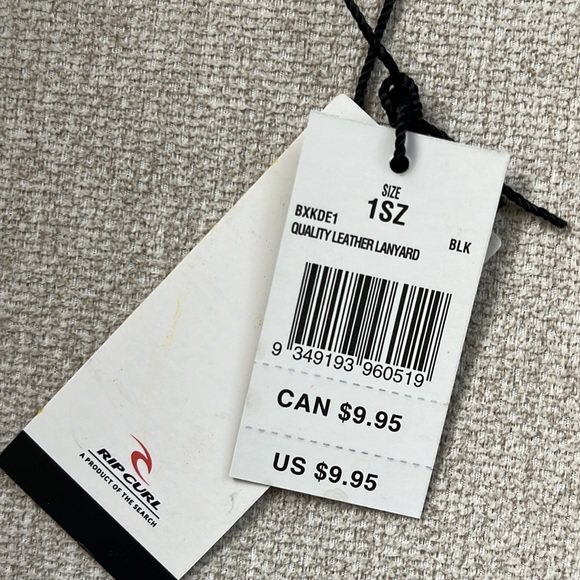 SIZE
1SZ
BXKDE1
QUALITY LEATHER LANYARD BLK
9 349193 960519
CAN $9.95
US $9.95
RIP CURL
A PRODUCT OF THE SEARCH